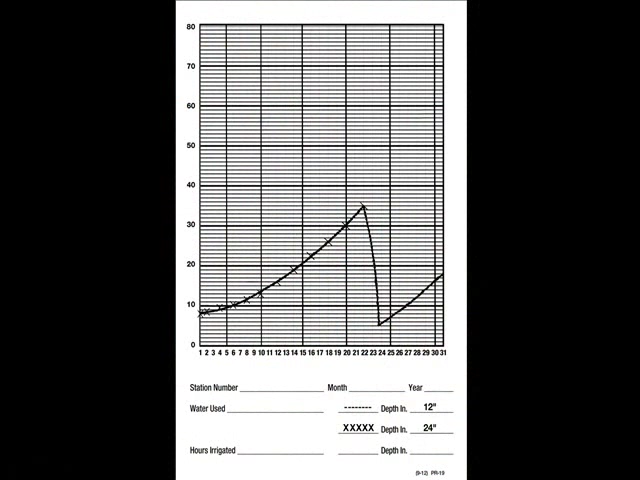 80
70
60
50
40
30
20
10
0
1 2 3 4 5 6 7 8 9 10 11 12 13 14 15 16 17 18 19 20 21 22 23 24 25 26 27 28 29 30 31
Station Number Month Year
Water Used -------- Depth In. 12"
XXXXX Depth In. 24"
Hours Irrigated Depth In.
(9-12) PR-19